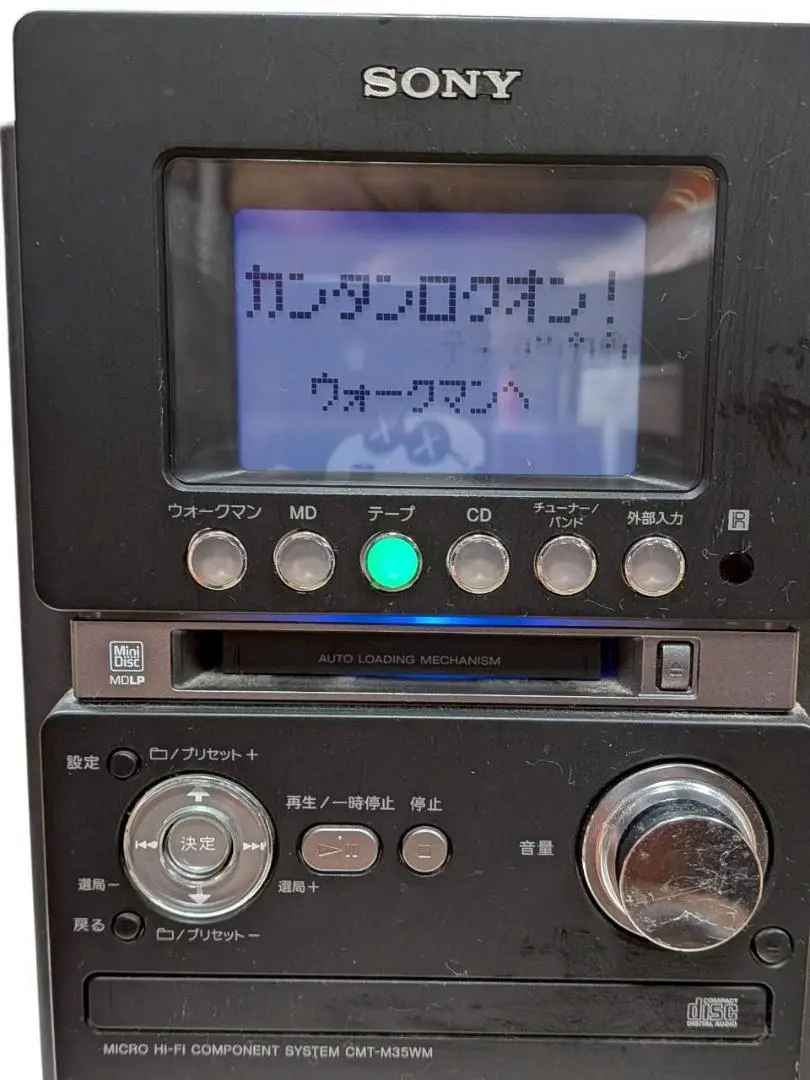 SONY
カンタンロクオン!
ウォークマンへ
ウォークマン MD テープ CD チューナー/バンド 外部入力
Mini Disc
MDLP
AUTO LOADING MECHANISM
設定 /プリセット+
再生/一時停止 停止
決定
音量
選局- 選局+
戻る /プリセット-
COMPACT
disc
DIGITAL AUDIO
MICRO HI-FI COMPONENT SYSTEM CMT-M35WM